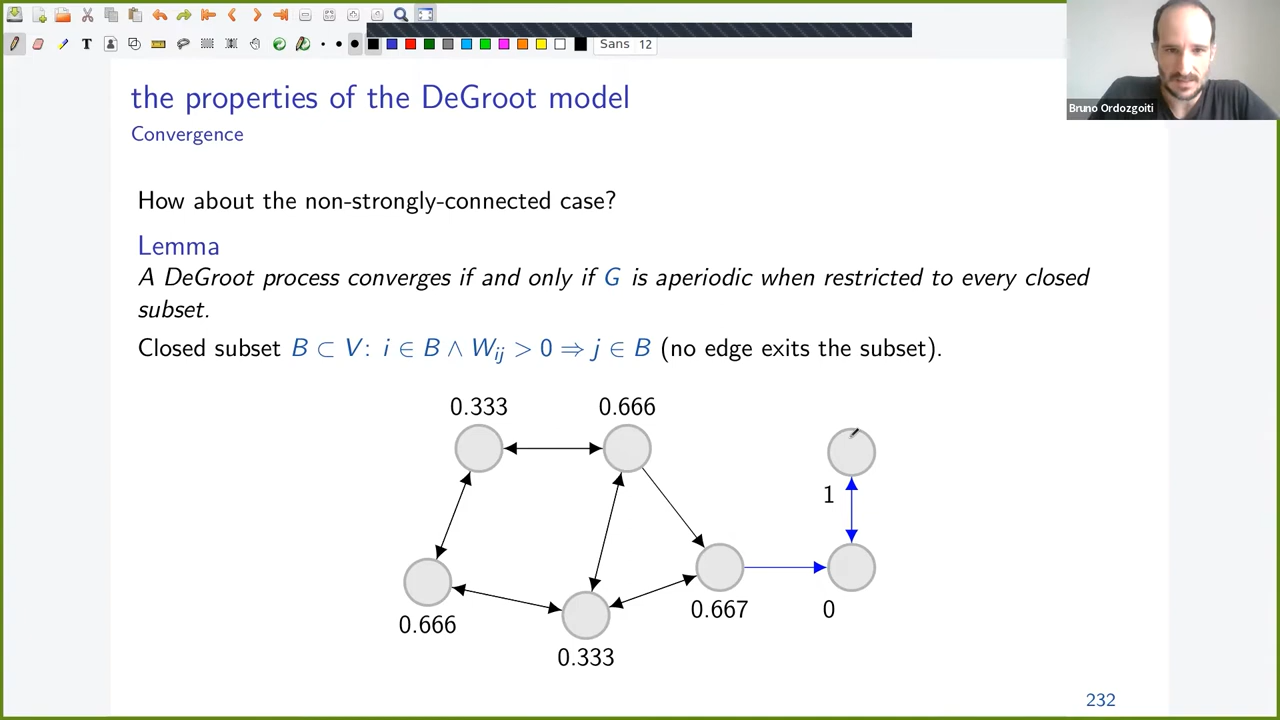 Sans 12
Bruno Ordozgoiti
the properties of the DeGroot model
Convergence
How about the non-strongly-connected case?
Lemma
A DeGroot process converges if and only if G is aperiodic when restricted to every closed
subset.
Closed subset B ⊂ V: i ∈ B ∧ Wij > 0 ⇒ j ∈ B (no edge exits the subset).
0.333 0.666
1
0.666 0.667 0
0.333
232